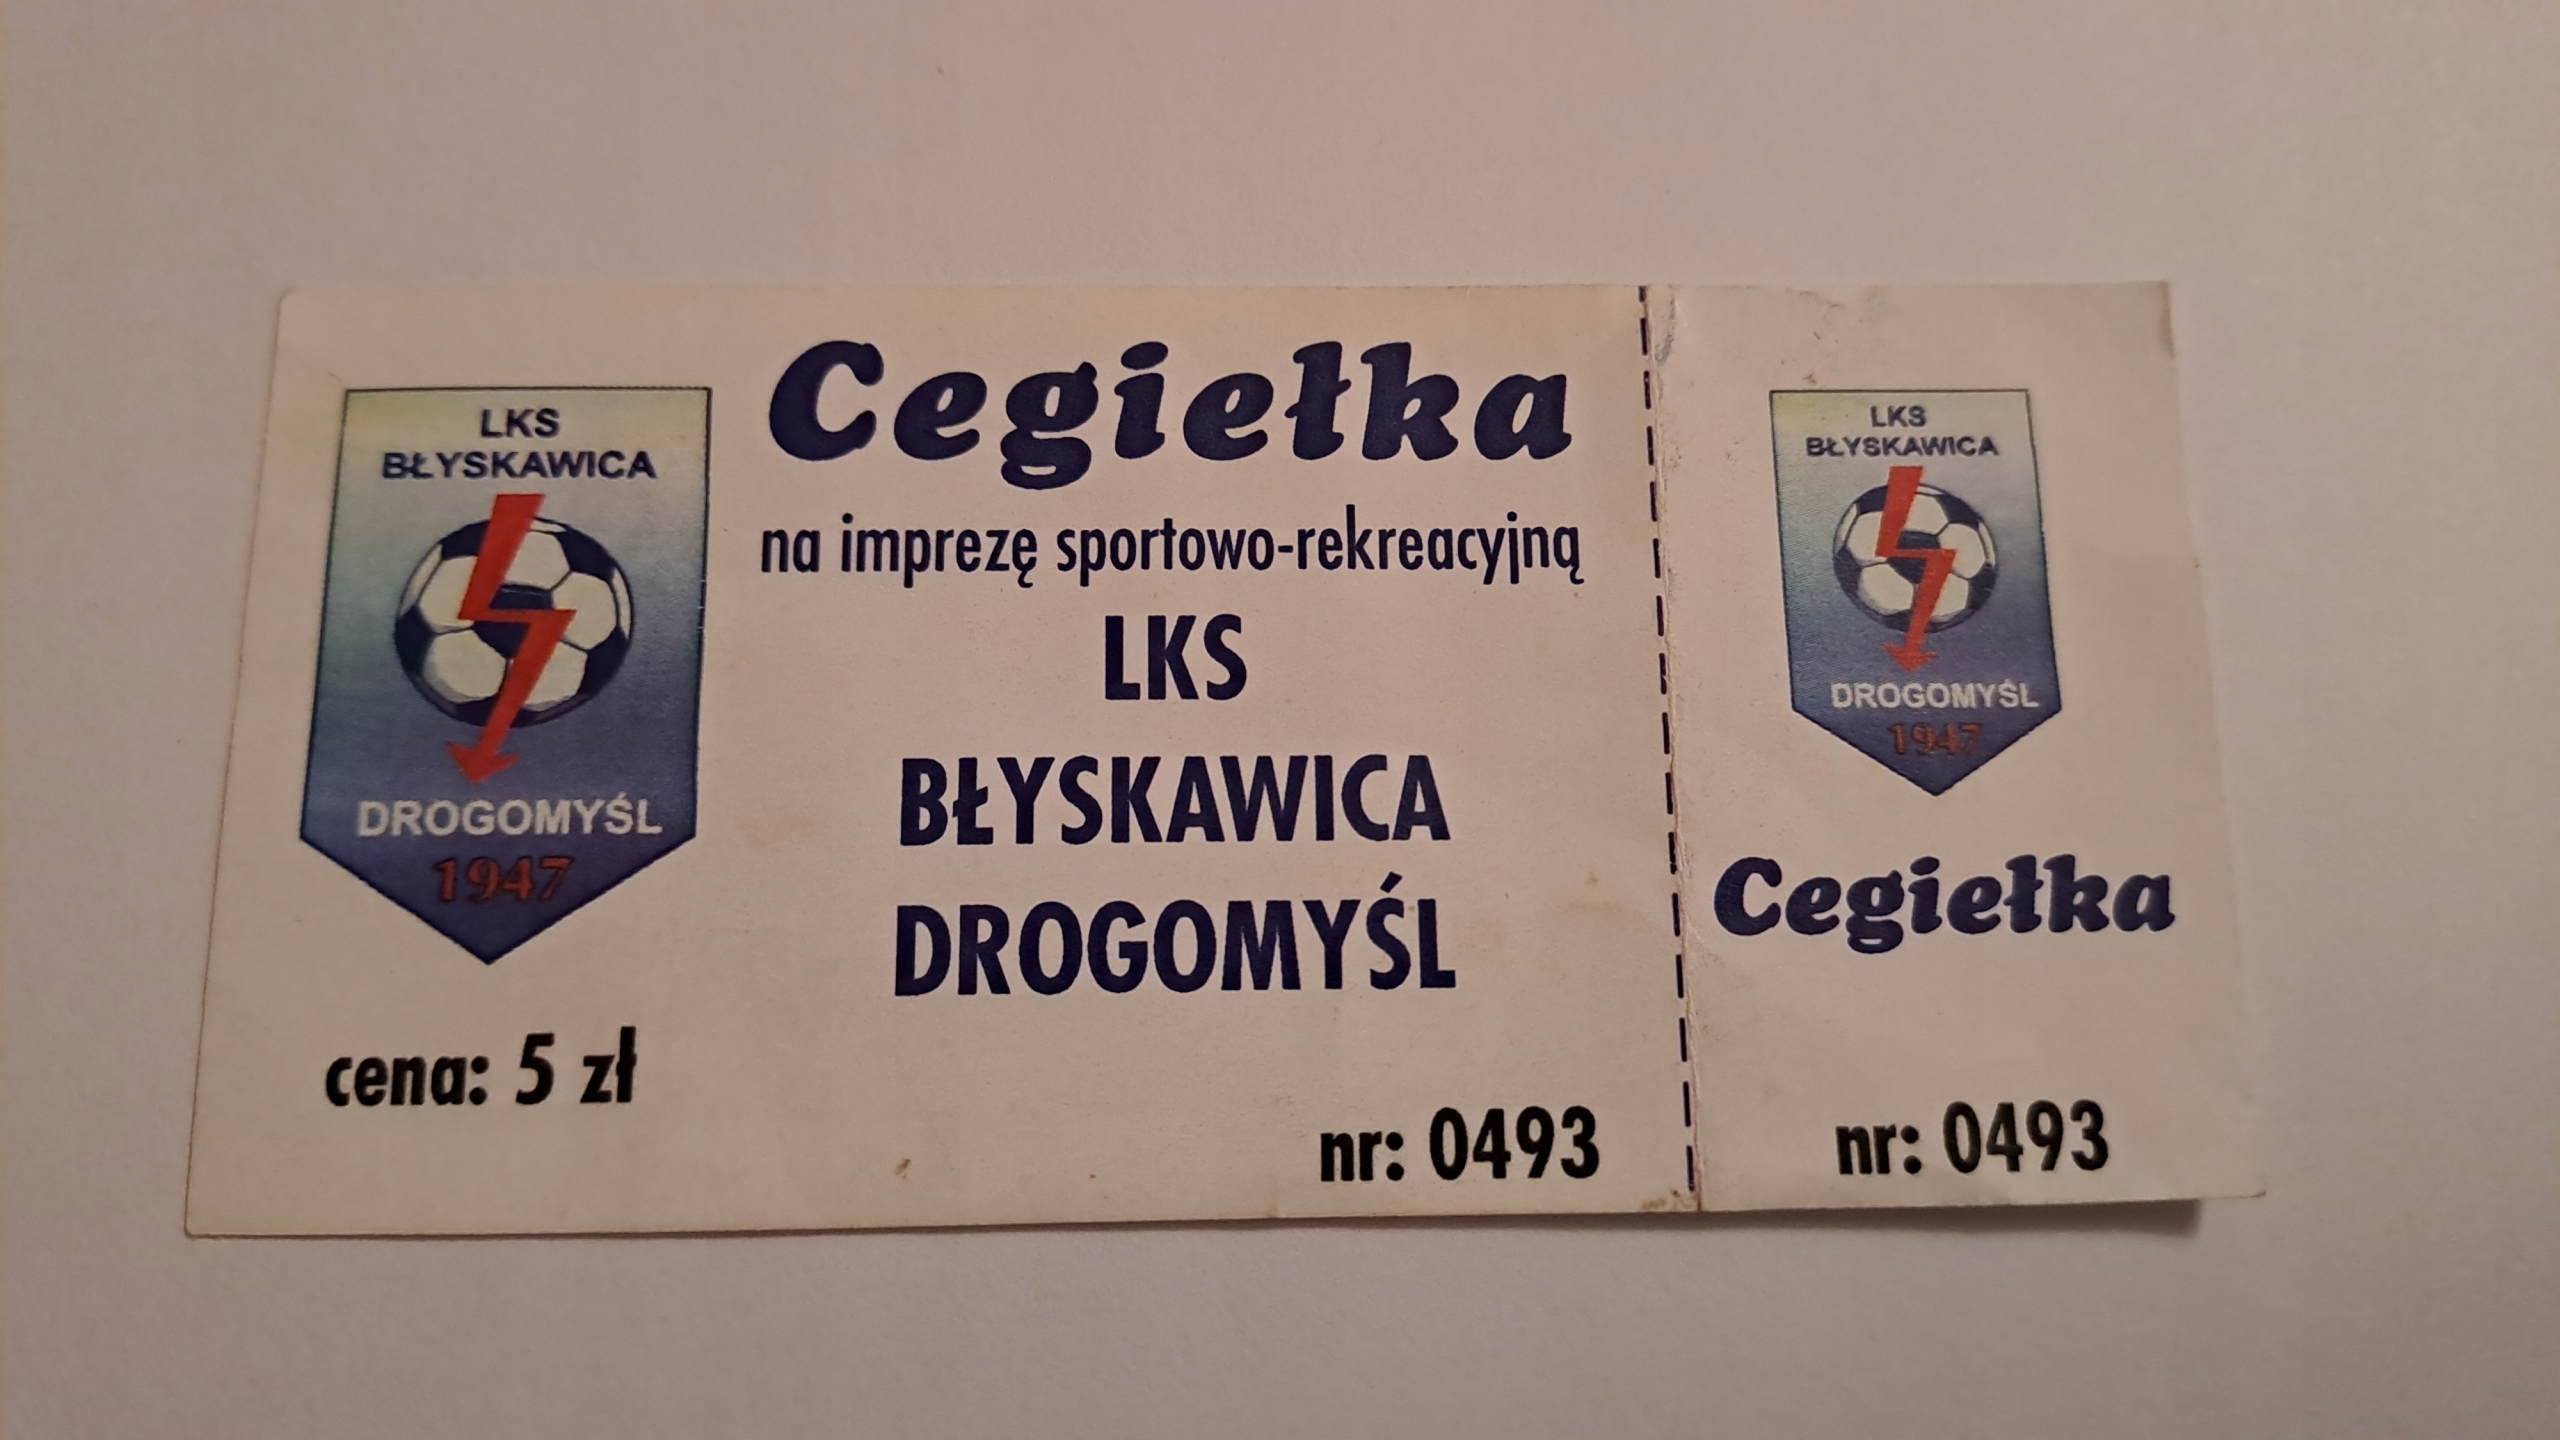 LKS
BŁYSKAWICA
DROGOMYŚL
1947
cena: 5 zł
Cegiełka
na imprezę sportowo-rekreacyjną
LKS
BŁYSKAWICA
DROGOMYŚL
nr: 0493
LKS
BŁYSKAWICA
DROGOMYŚL
1947
Cegiełka
nr: 0493